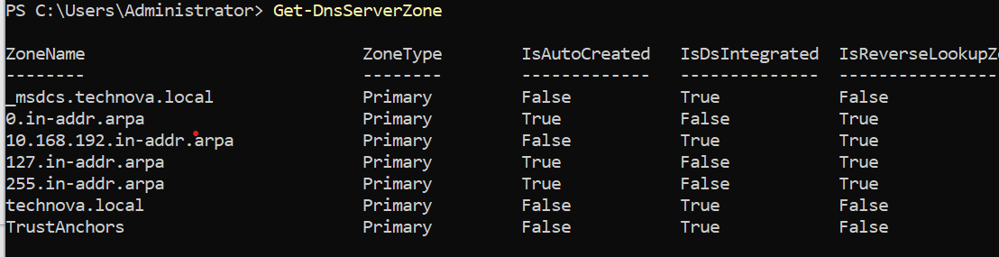 PS C:\Users\Administrator> Get-DnsServerZone
ZoneName ZoneType IsAutoCreated IsDsIntegrated IsReverseLookupZ
-------- -------- ------------- -------------- ----------------
_msdcs.technova.local Primary False True False
0.in-addr.arpa Primary True False True
10.168.192.in-addr.arpa Primary False True True
127.in-addr.arpa Primary True False True
255.in-addr.arpa Primary True False True
technova.local Primary False True False
TrustAnchors Primary False True False